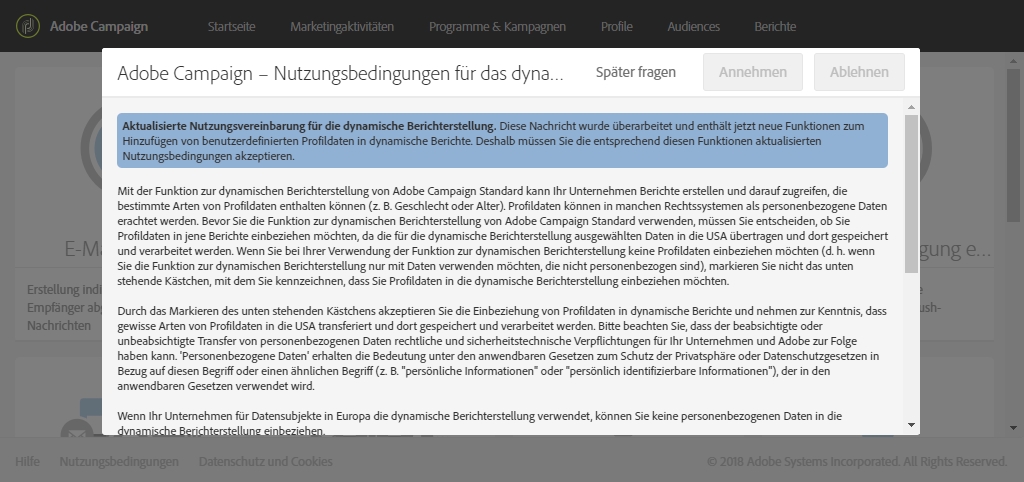 Adobe Campaign
Startseite
Marketingaktivitäten
Programme & Kampagnen
Profile
Audiences
Berichte
Adobe Campaign – Nutzungsbedingungen für das dyna...
Später fragen
Annehmen
Ablehnen
Aktualisierte Nutzungsvereinbarung für die dynamische Berichterstellung. Diese Nachricht wurde überarbeitet und enthält jetzt neue Funktionen zum
Hinzufügen von benutzerdefinierten Profildaten in dynamische Berichte. Deshalb müssen Sie die entsprechend diesen Funktionen aktualisierten
Nutzungsbedingungen akzeptieren.
Mit der Funktion zur dynamischen Berichterstellung von Adobe Campaign Standard kann Ihr Unternehmen Berichte erstellen und darauf zugreifen, die
bestimmte Arten von Profildaten enthalten können (z. B. Geschlecht oder Alter). Profildaten können in manchen Rechtssystemen als personenbezogene Daten
erachtet werden. Bevor Sie die Funktion zur dynamischen Berichterstellung von Adobe Campaign Standard verwenden, müssen Sie entscheiden, ob Sie
Profildaten in jene Berichte einbeziehen möchten, da die für die dynamische Berichterstellung ausgewählten Daten in die USA übertragen und dort gespeichert
und verarbeitet werden. Wenn Sie bei Ihrer Verwendung der Funktion zur dynamischen Berichterstellung keine Profildaten einbeziehen möchten (d. h. wenn
Sie die Funktion zur dynamischen Berichterstellung nur mit Daten verwenden möchten, die nicht personenbezogen sind), markieren Sie nicht das unten
stehende Kästchen, mit dem Sie kennzeichnen, dass Sie Profildaten in die dynamische Berichterstellung einbeziehen möchten.
Durch das Markieren des unten stehenden Kästchens akzeptieren Sie die Einbeziehung von Profildaten in dynamische Berichte und nehmen zur Kenntnis, dass
gewisse Arten von Profildaten in die USA transferiert und dort gespeichert und verarbeitet werden. Bitte beachten Sie, dass der beabsichtigte oder
unbeabsichtigte Transfer von personenbezogenen Daten rechtliche und sicherheitstechnische Verpflichtungen für Ihr Unternehmen und Adobe zur Folge
haben kann. 'Personenbezogene Daten' erhalten die Bedeutung unter den anwendbaren Gesetzen zum Schutz der Privatsphäre oder Datenschutzgesetzen in
Bezug auf diesen Begriff oder einen ähnlichen Begriff (z. B. "persönliche Informationen" oder "persönlich identifizierbare Informationen"), der in den
anwendbaren Gesetzen verwendet wird.
Wenn Ihr Unternehmen für Datensubjekte in Europa die dynamische Berichterstellung verwendet, können Sie keine personenbezogenen Daten in die
dynamische Berichterstellung einbeziehen.
E-Ma
Erstellung indi
Empfänger abg
Nachrichten
gung e...
e
ush-
Hilfe
Nutzungsbedingungen
Datenschutz und Cookies
© 2018 Adobe Systems Incorporated. All Rights Reserved.